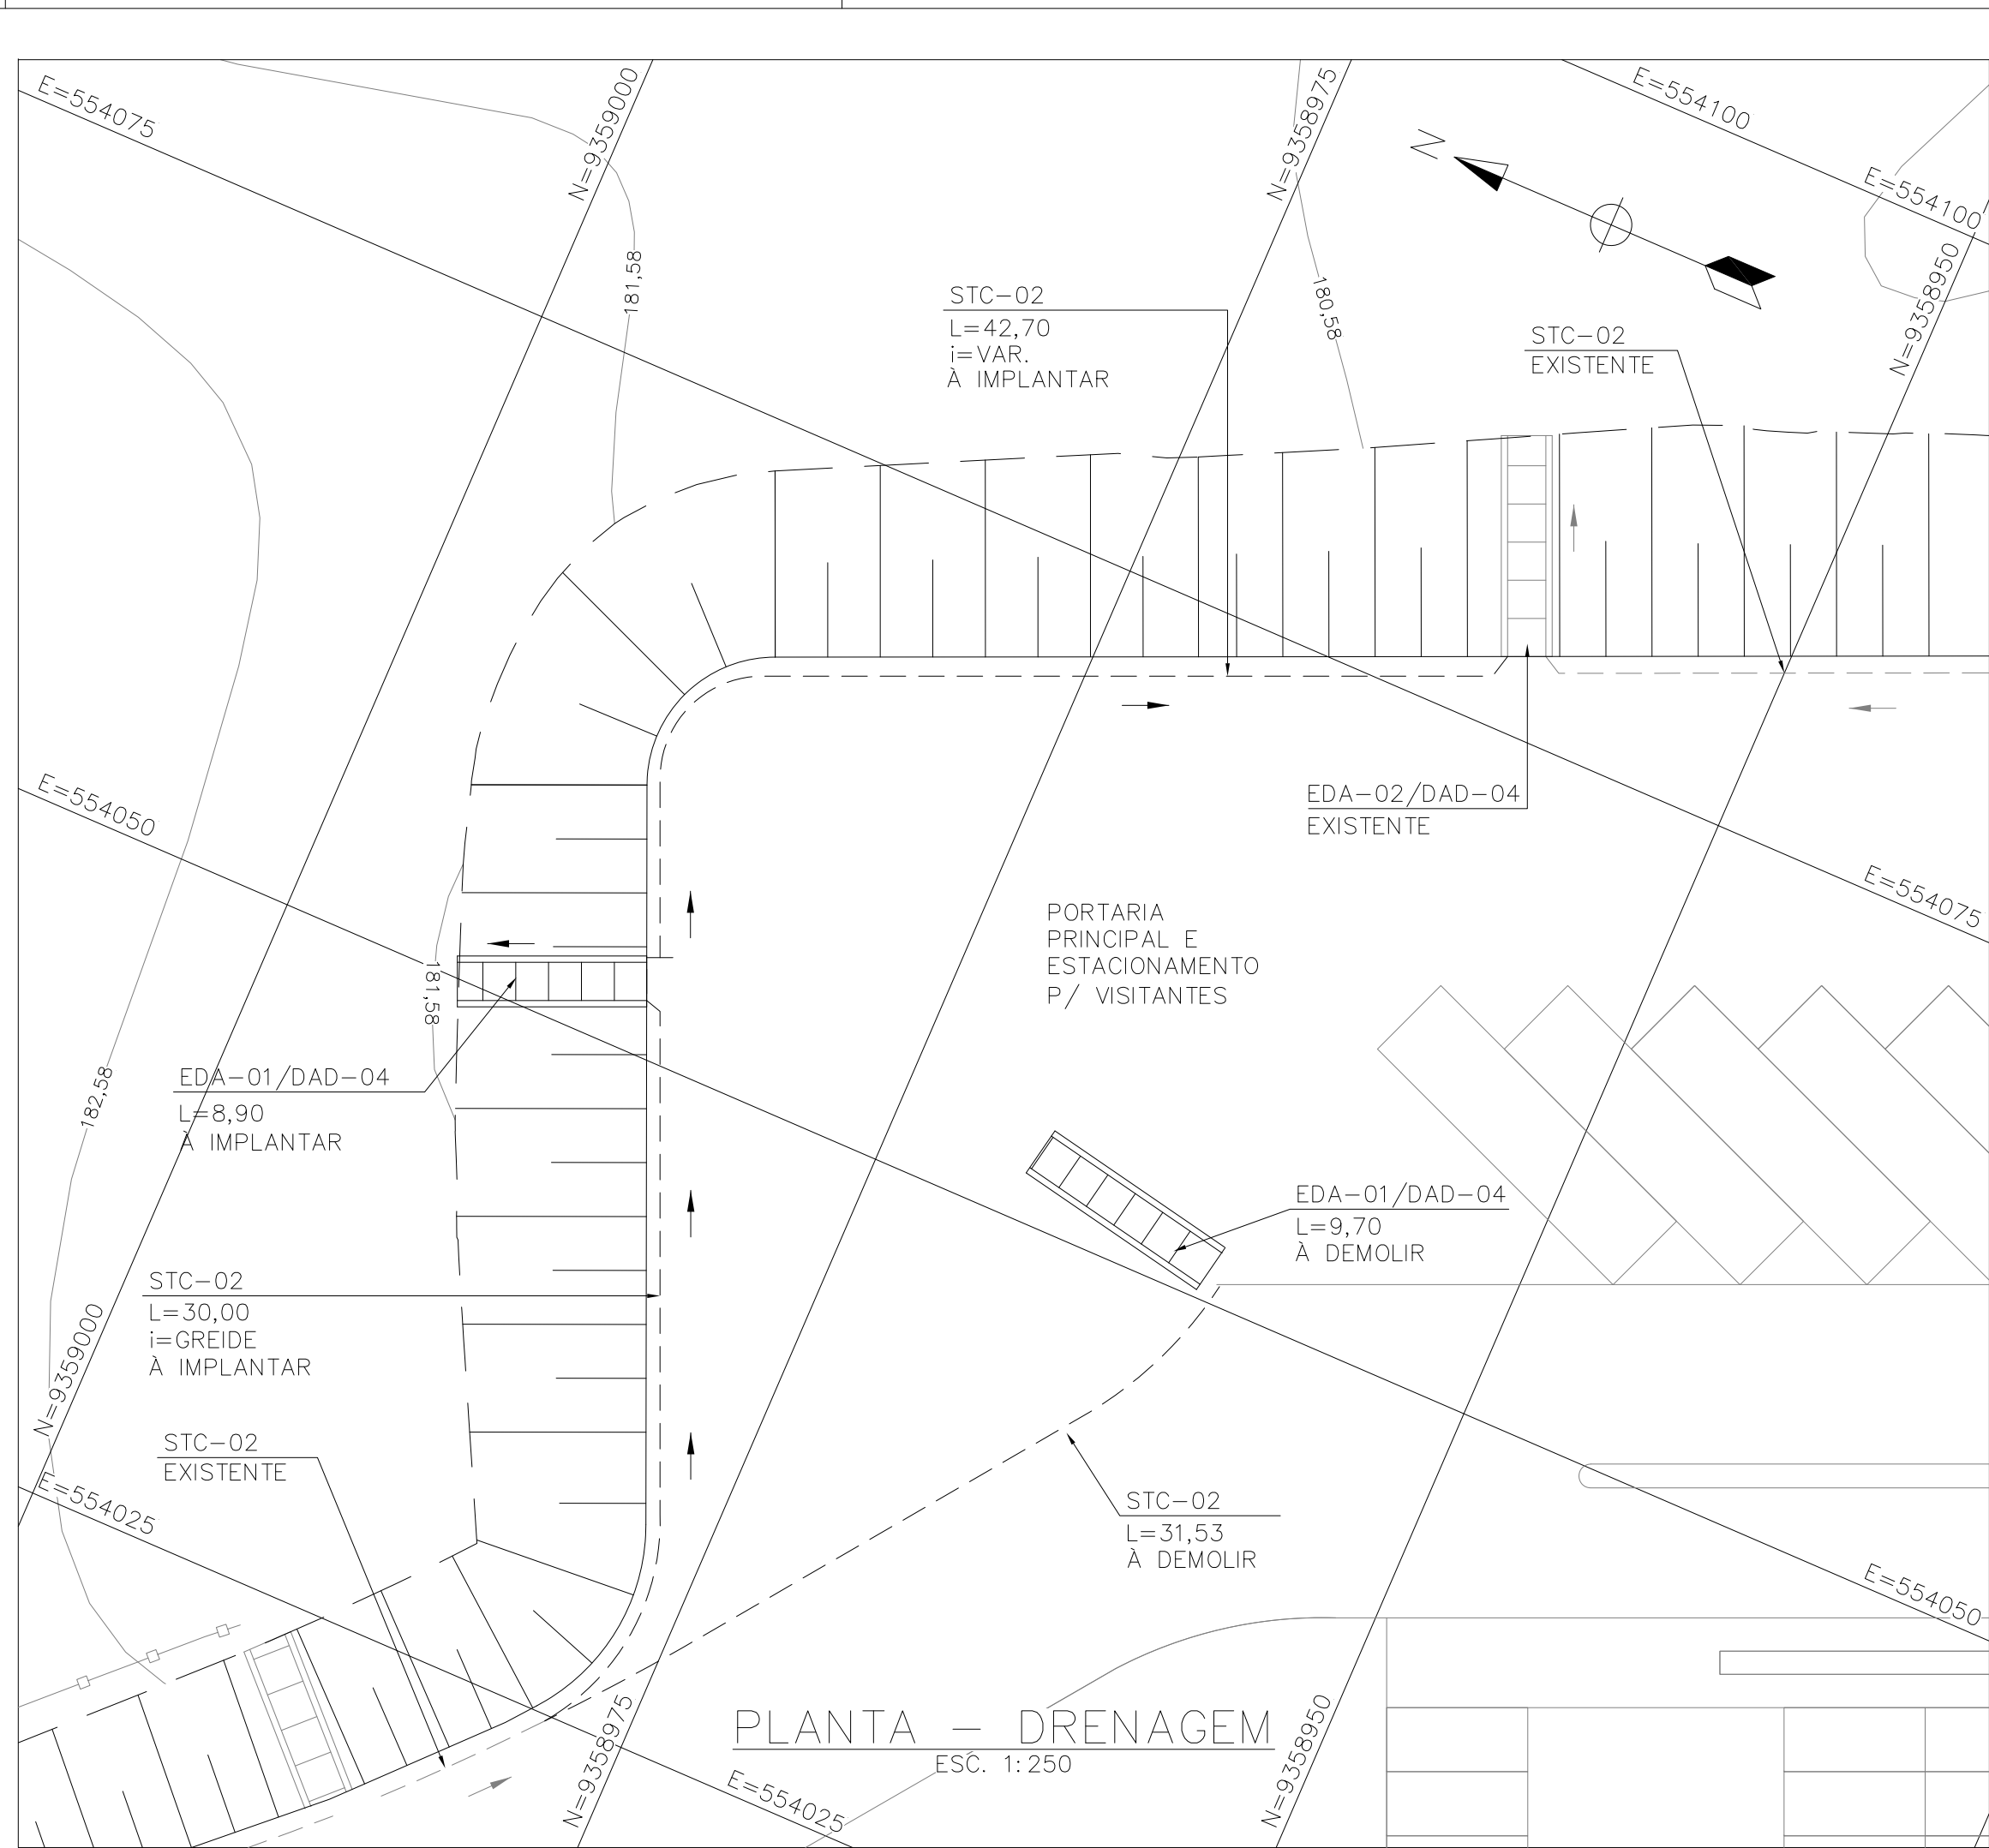 E=554075
N=9359000
N=9358975
E=554100
E=554100
N
N=9358950
181,58
180,58
STC-02
L=42,70
i=VAR.
À IMPLANTAR
STC-02
EXISTENTE
E=554050
EDA-02/DAD-04
EXISTENTE
E=554075
PORTARIA
PRINCIPAL E
ESTACIONAMENTO
P/ VISITANTES
181,58
182,58
EDA-01/DAD-04
L=8,90
À IMPLANTAR
EDA-01/DAD-04
L=9,70
À DEMOLIR
STC-02
L=30,00
i=GREIDE
À IMPLANTAR
N=9359000
STC-02
EXISTENTE
E=554025
STC-02
L=31,53
À DEMOLIR
E=554050
N=9358975
N=9358950
PLANTA - DRENAGEM
ESC. 1:250
E=554025